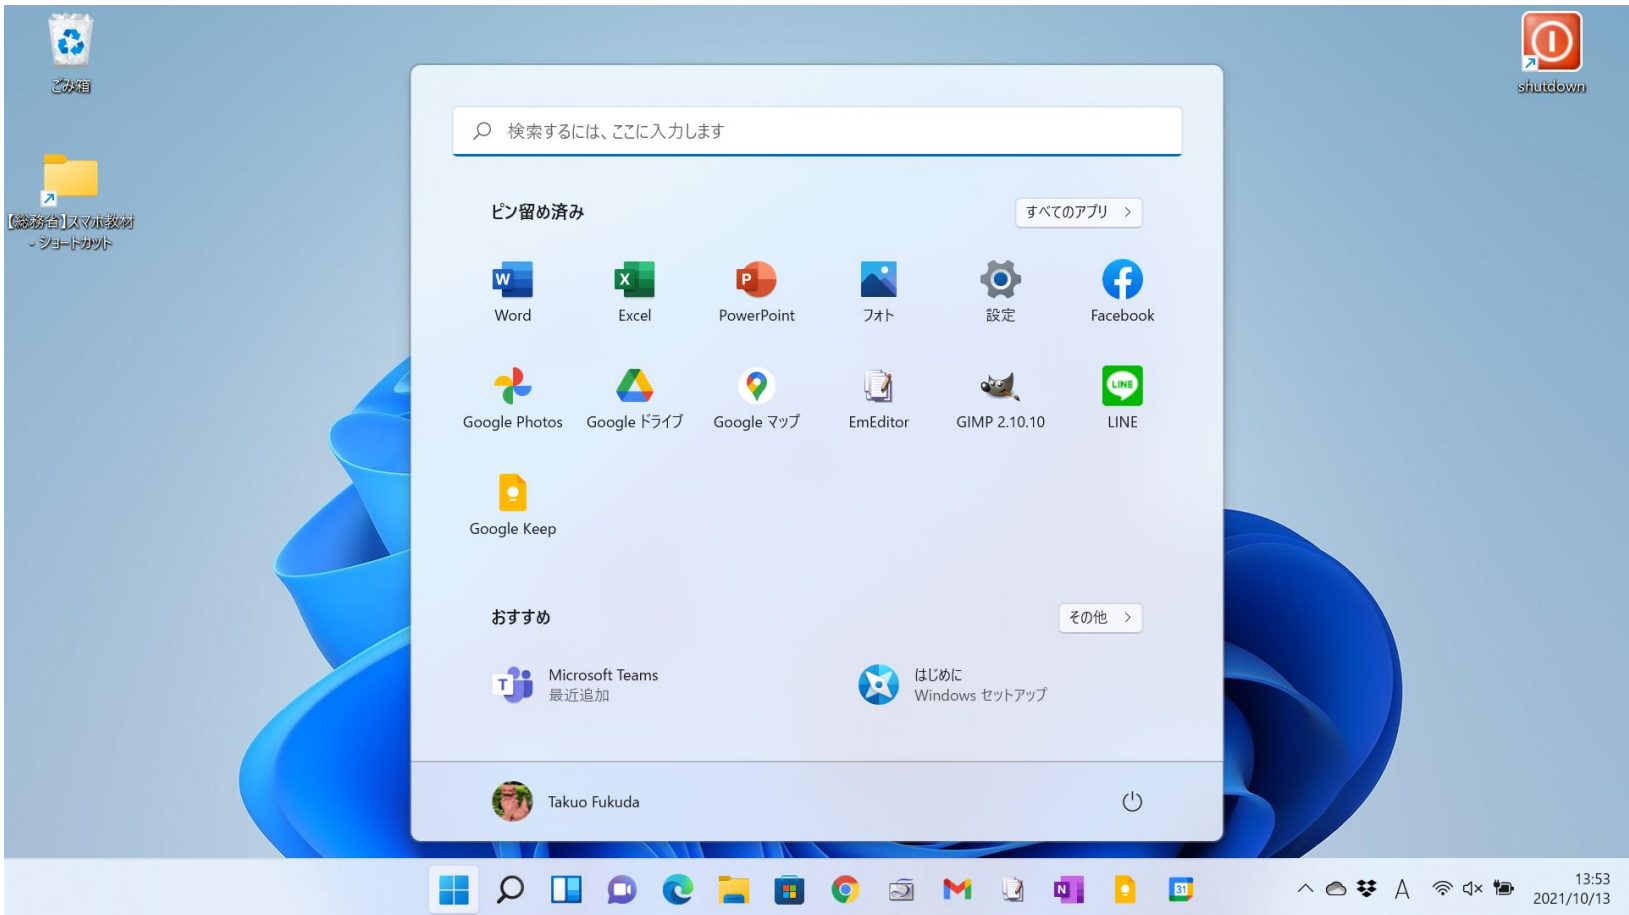 ごみ箱
【総務省】スマホ教材
- ショートカット
shutdown
検索するには、ここに入力します
ピン留め済み
すべてのアプリ
Word
Excel
PowerPoint
フォト
設定
Facebook
Google Photos
Google ドライブ
Google マップ
EmEditor
GIMP 2.10.10
LINE
LINE
Google Keep
おすすめ
その他
Microsoft Teams
最近追加
はじめに
Windows セットアップ
Takuo Fukuda
A
13:53
2021/10/13
W
X
P
T
N
31